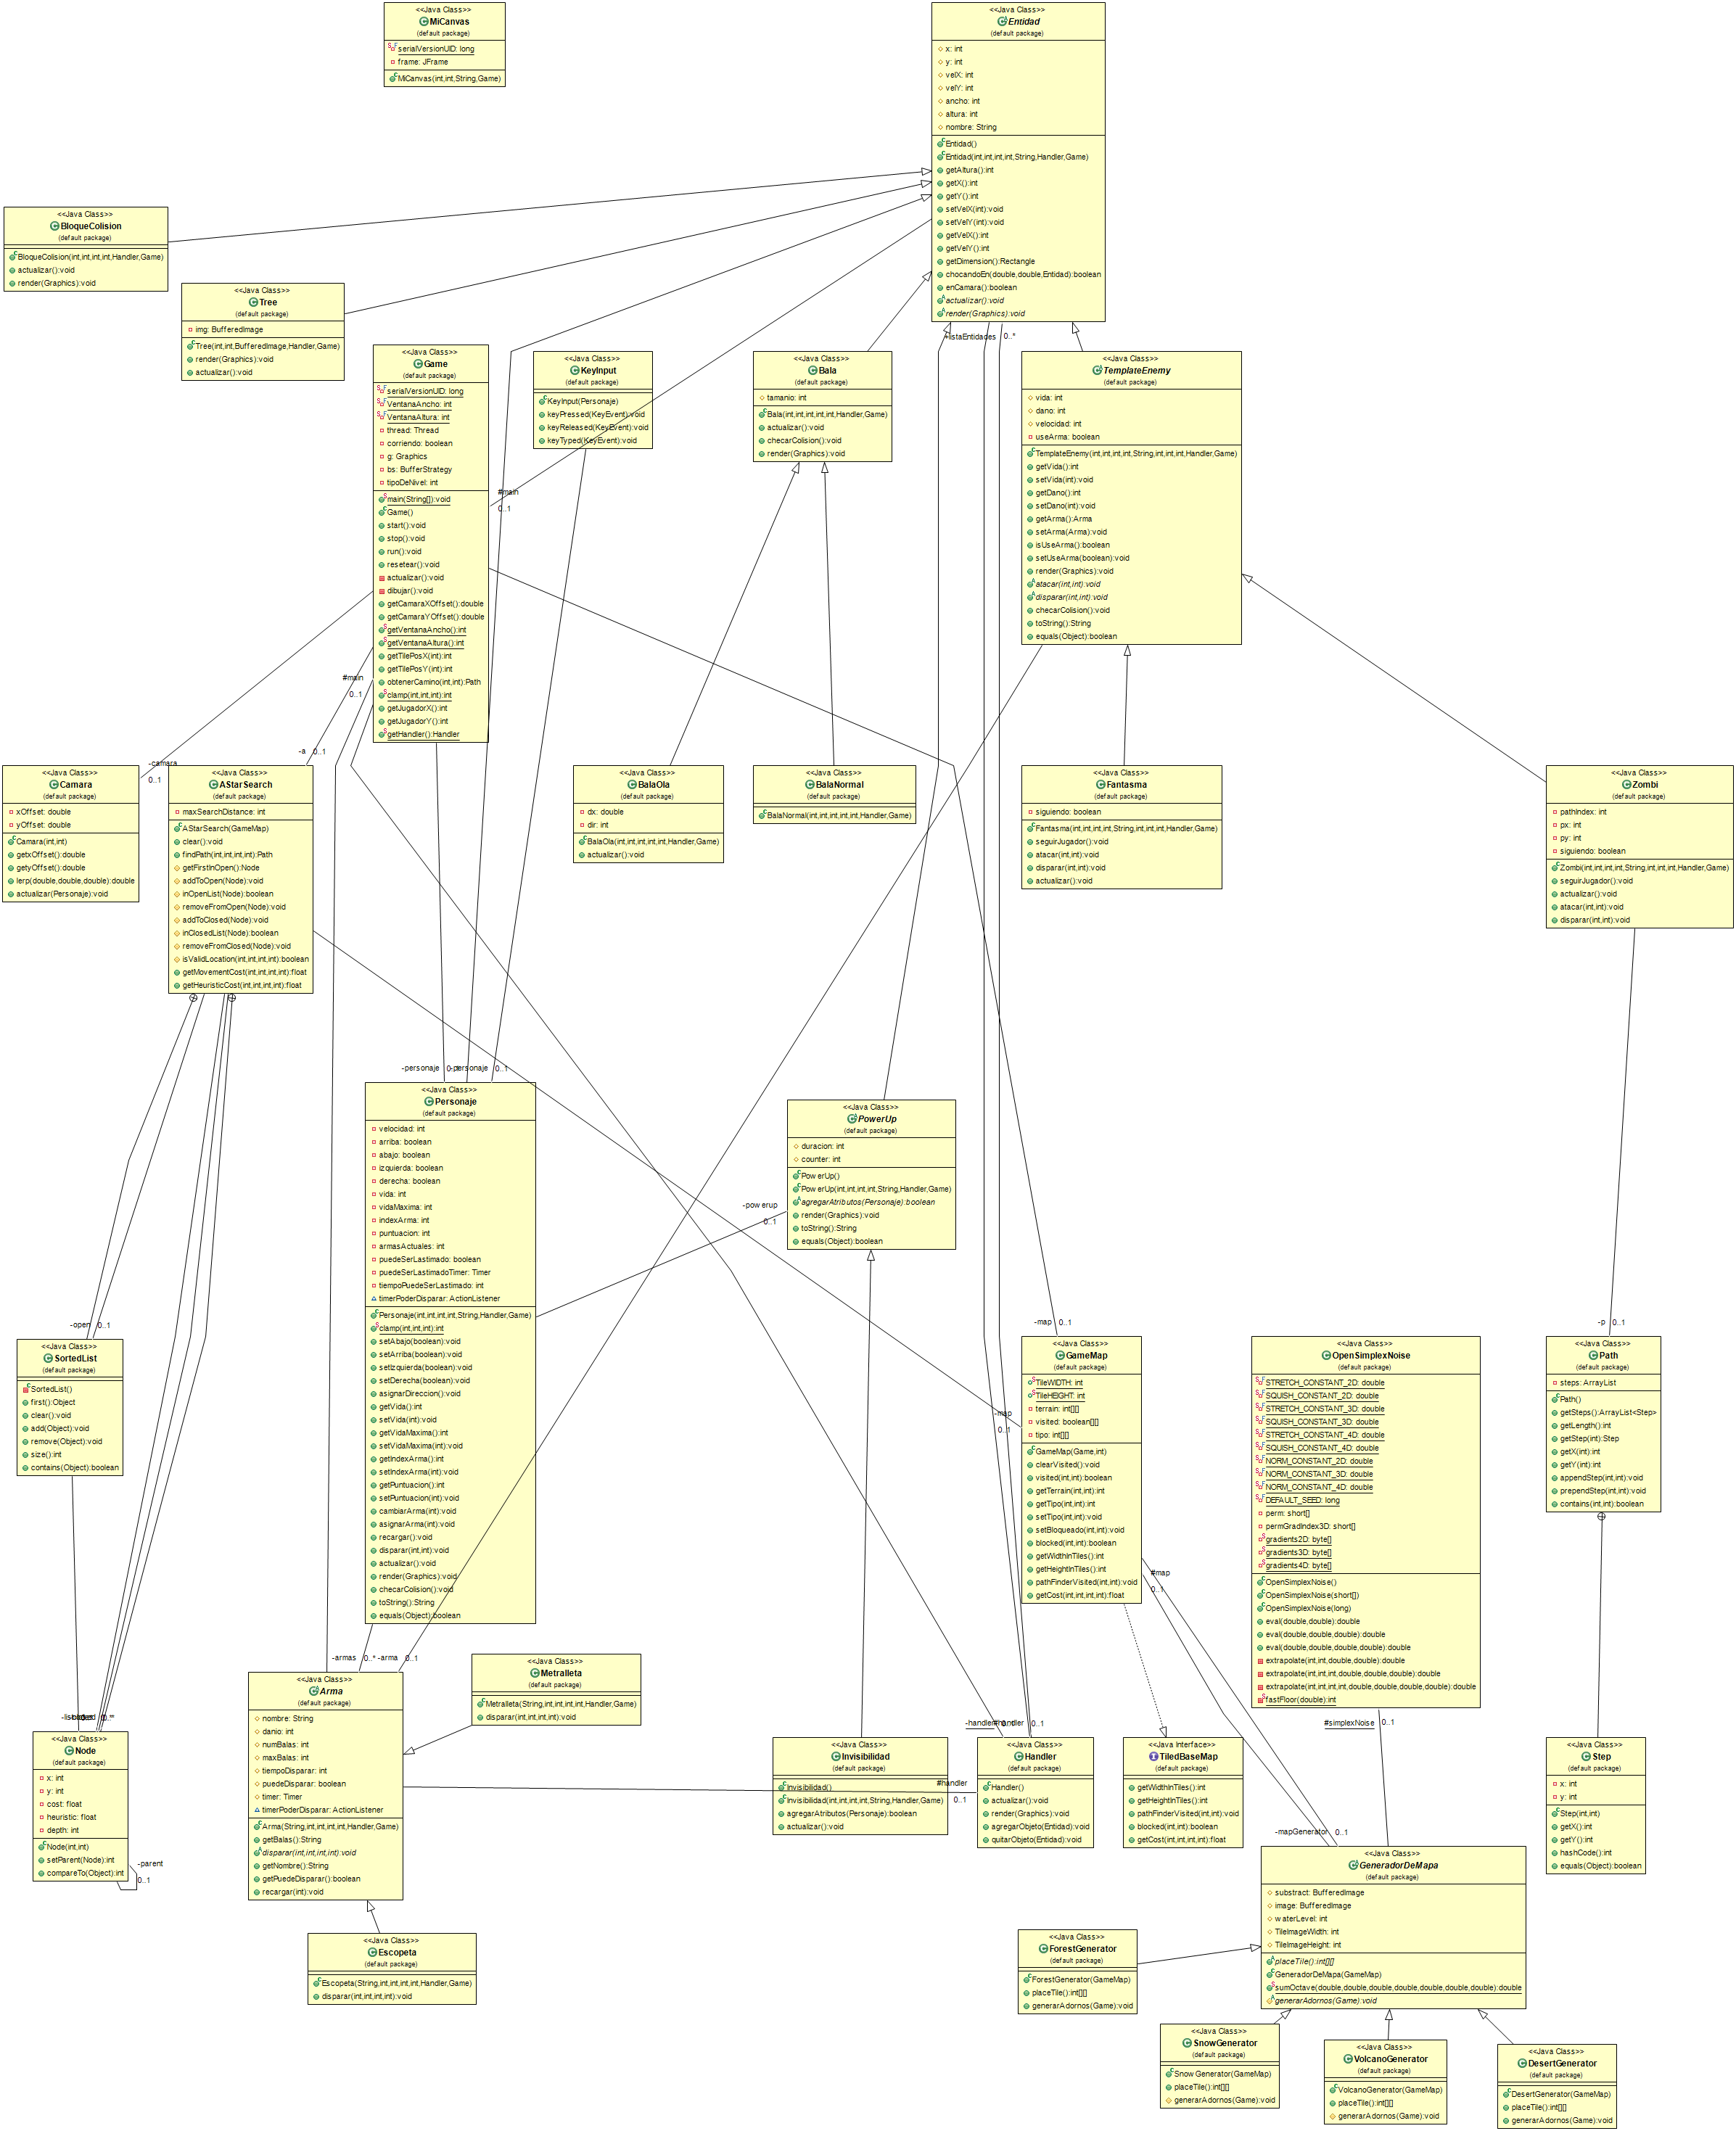 <<Java Class>>
MiCanvas
(default package)
serialVersionUID: long
frame: JFrame
MiCanvas(int,int,String,Game)
<<Java Class>>
Entidad
(default package)
x: int
y: int
velX: int
velY: int
ancho: int
altura: int
nombre: String
Entidad()
Entidad(int,int,int,int,String,Handler,Game)
getAltura():int
getX():int
getY():int
setVelX(int):void
setVelY(int):void
getVelX():int
getVelY():int
getDimension():Rectangle
chocandoEn(double,double,Entidad):boolean
enCamara():boolean
actualizar():void
render(Graphics):void
<<Java Class>>
BloqueColision
(default package)
BloqueColision(int,int,int,int,Handler,Game)
actualizar():void
render(Graphics):void
<<Java Class>>
Tree
(default package)
img: BufferedImage
Tree(int,int,BufferedImage,Handler,Game)
render(Graphics):void
actualizar():void
<<Java Class>>
Game
(default package)
serialVersionUID: long
VentanaAncho: int
VentanaAltura: int
thread: Thread
corriendo: boolean
g: Graphics
bs: BufferStrategy
tipoDeNivel: int
main(String[]):void
Game()
start():void
stop():void
run():void
resetear():void
actualizar():void
dibujar():void
getCamaraXOffset():double
getCamaraYOffset():double
getVentanaAncho():int
getVentanaAltura():int
getTilePosX(int):int
getTilePosY(int):int
obtenerCamino(int,int):Path
clamp(int,int,int):int
getJugadorX():int
getJugadorY():int
getHandler():Handler
<<Java Class>>
KeyInput
(default package)
KeyInput(Personaje)
keyPressed(KeyEvent):void
keyReleased(KeyEvent):void
keyTyped(KeyEvent):void
<<Java Class>>
Bala
(default package)
tamanio: int
Bala(int,int,int,int,int,Handler,Game)
actualizar():void
checarColision():void
render(Graphics):void
listaEntidades
0..*
<<Java Class>>
TemplateEnemy
(default package)
vida: int
dano: int
velocidad: int
useArma: boolean
TemplateEnemy(int,int,int,int,String,int,int,int,Handler,Game)
getVida():int
setVida(int):void
getDano():int
setDano(int):void
getArma():Arma
setArma(Arma):void
isUseArma():boolean
setUseArma(boolean):void
render(Graphics):void
atacar(int,int):void
disparar(int,int):void
checarColision():void
toString():String
equals(Object):boolean
#main
0..1
#main
0..1
-camara
0..1
-a
0..1
<<Java Class>>
Camara
(default package)
xOffset: double
yOffset: double
Camara(int,int)
getxOffset():double
getyOffset():double
lerp(double,double,double):double
actualizar(Personaje):void
<<Java Class>>
AStarSearch
(default package)
maxSearchDistance: int
AStarSearch(GameMap)
clear():void
findPath(int,int,int,int):Path
getFirstInOpen():Node
addToOpen(Node):void
inOpenList(Node):boolean
removeFromOpen(Node):void
addToClosed(Node):void
inClosedList(Node):boolean
removeFromClosed(Node):void
isValidLocation(int,int,int,int):boolean
getMovementCost(int,int,int,int):float
getHeuristicCost(int,int,int,int):float
<<Java Class>>
BalaOla
(default package)
dx: double
dir: int
BalaOla(int,int,int,int,int,Handler,Game)
actualizar():void
<<Java Class>>
BalaNormal
(default package)
BalaNormal(int,int,int,int,int,Handler,Game)
<<Java Class>>
Fantasma
(default package)
siguiendo: boolean
Fantasma(int,int,int,int,String,int,int,int,Handler,Game)
seguirJugador():void
atacar(int,int):void
disparar(int,int):void
actualizar():void
<<Java Class>>
Zombi
(default package)
pathIndex: int
px: int
py: int
siguiendo: boolean
Zombi(int,int,int,int,String,int,int,int,Handler,Game)
seguirJugador():void
actualizar():void
atacar(int,int):void
disparar(int,int):void
-personaje
-personaje
0..1
<<Java Class>>
Personaje
(default package)
velocidad: int
arriba: boolean
abajo: boolean
izquierda: boolean
derecha: boolean
vida: int
vidaMaxima: int
indexArma: int
puntuacion: int
armasActuales: int
puedeSerLastimado: boolean
puedeSerLastimadoTimer: Timer
tiempoPuedeSerLastimado: int
timerPoderDisparar: ActionListener
Personaje(int,int,int,int,String,Handler,Game)
clamp(int,int,int):int
setAbajo(boolean):void
setArriba(boolean):void
setIzquierda(boolean):void
setDerecha(boolean):void
asignarDireccion():void
getVida():int
setVida(int):void
getVidaMaxima():int
setVidaMaxima(int):void
getIndexArma():int
setIndexArma(int):void
getPuntuacion():int
setPuntuacion(int):void
cambiarArma(int):void
asignarArma(int):void
recargar():void
disparar(int,int):void
actualizar():void
render(Graphics):void
checarColision():void
toString():String
equals(Object):boolean
<<Java Class>>
PowerUp
(default package)
duracion: int
counter: int
PowerUp()
PowerUp(int,int,int,int,String,Handler,Game)
agregarAtributos(Personaje):boolean
render(Graphics):void
toString():String
equals(Object):boolean
-powerup
0..1
-open
0..1
<<Java Class>>
SortedList
(default package)
SortedList()
first():Object
clear():void
add(Object):void
remove(Object):void
size():int
contains(Object):boolean
-map
0..1
-map
0..1
<<Java Class>>
GameMap
(default package)
TileWIDTH: int
TileHEIGHT: int
terrain: int[][]
visited: boolean[][]
tipo: int[][]
GameMap(Game,int)
clearVisited():void
visited(int,int):boolean
getTerrain(int,int):int
getTipo(int,int):int
setTipo(int,int):void
setBloqueado(int,int):void
blocked(int,int):boolean
getWidthInTiles():int
getHeightInTiles():int
pathFinderVisited(int,int):void
getCost(int,int,int,int):float
<<Java Class>>
OpenSimplexNoise
(default package)
STRETCH_CONSTANT_2D: double
SQUISH_CONSTANT_2D: double
STRETCH_CONSTANT_3D: double
SQUISH_CONSTANT_3D: double
STRETCH_CONSTANT_4D: double
SQUISH_CONSTANT_4D: double
NORM_CONSTANT_2D: double
NORM_CONSTANT_3D: double
NORM_CONSTANT_4D: double
DEFAULT_SEED: long
perm: short[]
permGradIndex3D: short[]
gradients2D: byte[]
gradients3D: byte[]
gradients4D: byte[]
OpenSimplexNoise()
OpenSimplexNoise(short[])
OpenSimplexNoise(long)
eval(double,double):double
eval(double,double,double):double
eval(double,double,double,double):double
extrapolate(int,int,double,double):double
extrapolate(int,int,int,double,double,double):double
extrapolate(int,int,int,int,double,double,double,double):double
fastFloor(double):int
-p
0..1
<<Java Class>>
Path
(default package)
steps: ArrayList
Path()
getSteps():ArrayList<Step>
getLength():int
getStep(int):Step
getX(int):int
getY(int):int
appendStep(int,int):void
prependStep(int,int):void
contains(int,int):boolean
#map
0..1
-armas
0..*
-arma
0..1
<<Java Class>>
Arma
(default package)
nombre: String
danio: int
numBalas: int
maxBalas: int
tiempoDisparar: int
puedeDisparar: boolean
timer: Timer
timerPoderDisparar: ActionListener
Arma(String,int,int,int,int,Handler,Game)
getBalas():String
disparar(int,int,int,int):void
getNombre():String
getPuedeDisparar():boolean
recargar(int):void
<<Java Class>>
Metralleta
(default package)
Metralleta(String,int,int,int,int,Handler,Game)
disparar(int,int,int,int):void
<<Java Class>>
Node
(default package)
x: int
y: int
cost: float
heuristic: float
depth: int
Node(int,int)
setParent(Node):int
compareTo(Object):int
-parent
0..1
<<Java Class>>
Invisibilidad
(default package)
Invisibilidad()
Invisibilidad(int,int,int,int,String,Handler,Game)
agregarAtributos(Personaje):boolean
actualizar():void
-handler
#handler
0..1
#handler
0..1
<<Java Class>>
Handler
(default package)
Handler()
actualizar():void
render(Graphics):void
agregarObjeto(Entidad):void
quitarObjeto(Entidad):void
<<Java Interface>>
TiledBaseMap
(default package)
getWidthInTiles():int
getHeightInTiles():int
pathFinderVisited(int,int):void
blocked(int,int):boolean
getCost(int,int,int,int):float
#simplexNoise
0..1
-mapGenerator
0..1
<<Java Class>>
Step
(default package)
x: int
y: int
Step(int,int)
getX():int
getY():int
hashCode():int
equals(Object):boolean
<<Java Class>>
GeneradorDeMapa
(default package)
substract: BufferedImage
image: BufferedImage
waterLevel: int
TileImageWidth: int
TileImageHeight: int
placeTile():int[][]
GeneradorDeMapa(GameMap)
sumOctave(double,double,double,double,double,double,double):double
generarAdornos(Game):void
<<Java Class>>
Escopeta
(default package)
Escopeta(String,int,int,int,int,Handler,Game)
disparar(int,int,int,int):void
<<Java Class>>
ForestGenerator
(default package)
ForestGenerator(GameMap)
placeTile():int[][]
generarAdornos(Game):void
<<Java Class>>
SnowGenerator
(default package)
SnowGenerator(GameMap)
placeTile():int[][]
generarAdornos(Game):void
<<Java Class>>
VolcanoGenerator
(default package)
VolcanoGenerator(GameMap)
placeTile():int[][]
generarAdornos(Game):void
<<Java Class>>
DesertGenerator
(default package)
DesertGenerator(GameMap)
placeTile():int[][]
generarAdornos(Game):void